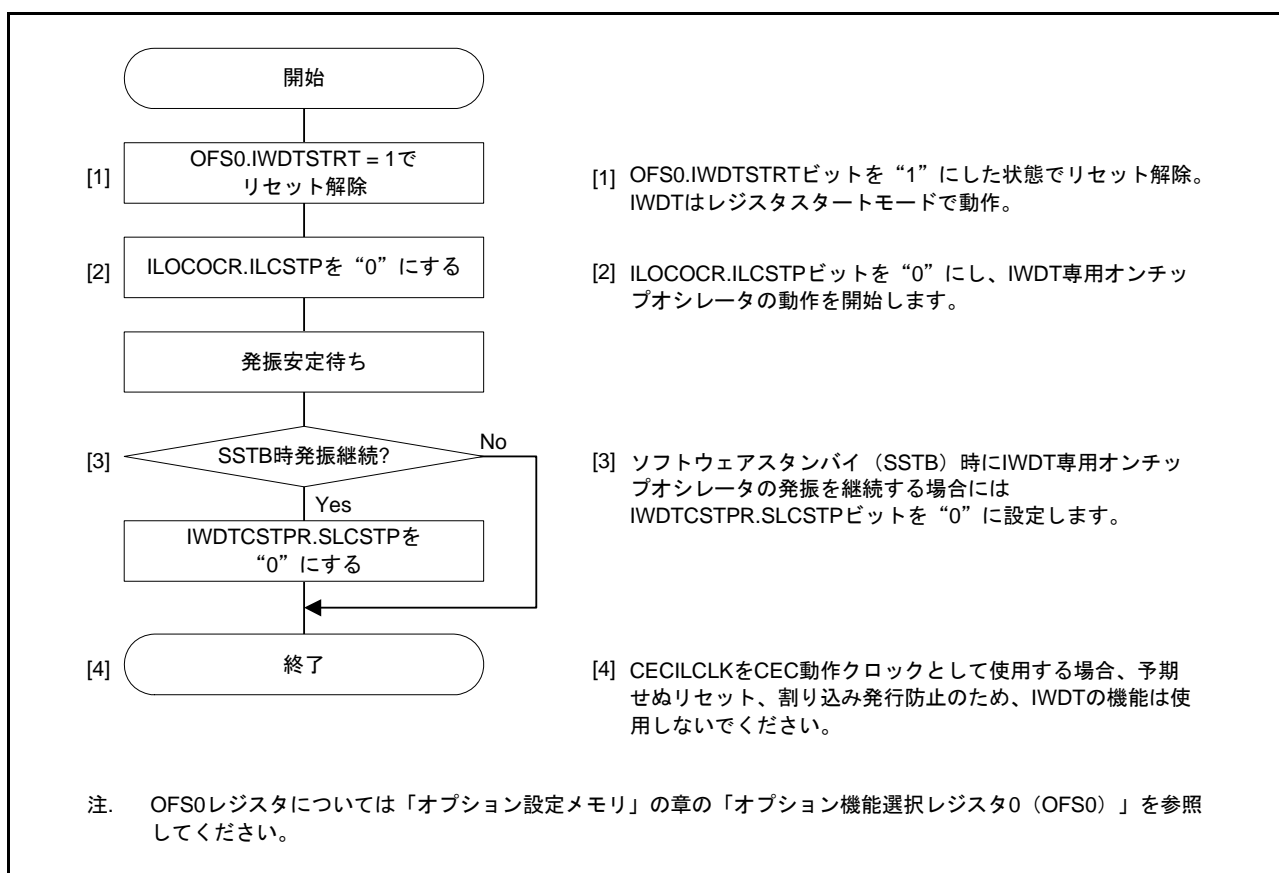 開始
[1]
OFS0.IWDTSTRT = 1で
リセット解除
[1] OFS0.IWDTSTRTビットを“1”にした状態でリセット解除。
IWDTはレジスタスタートモードで動作。
[2]
ILOCOCR.ILCSTPを“0”にする
[2] ILOCOCR.ILCSTPビットを“0”にし、IWDT専用オンチッ
プオシレータの動作を開始します。
発振安定待ち
[3]
SSTB時発振継続?
No
Yes
[3] ソフトウェアスタンバイ（SSTB）時にIWDT専用オンチッ
プオシレータの発振を継続する場合には
IWDTCSTPR.SLCSTPビットを“0”に設定します。
IWDTCSTPR.SLCSTPを
“0”にする
[4]
終了
[4] CECILCLKをCEC動作クロックとして使用する場合、予期
せぬリセット、割り込み発行防止のため、IWDTの機能は使
用しないでください。
注. OFS0レジスタについては「オプション設定メモリ」の章の「オプション機能選択レジスタ0（OFS0）」を参照
してください。